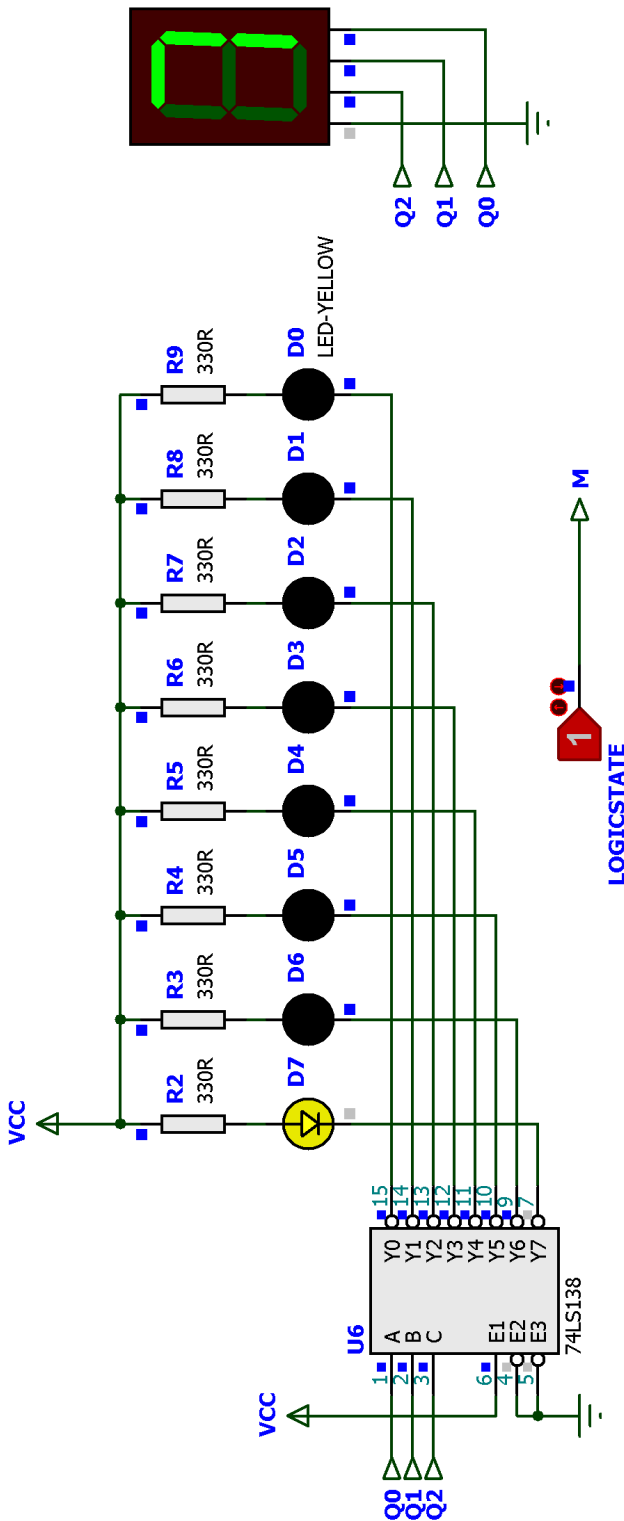 VCC
R2 R3 R4 R5 R6 R7 R8 R9
330R 330R 330R 330R 330R 330R 330R 330R
VCC
D7 D6 D5 D4 D3 D2 D1 D0
LED-YELLOW
U6
Q0 1 A Y0 15
Q1 2 B Y1 14
Q2 3 C Y2 13
Y3 12
Y4 11
6 E1 Y5 10
4 E2 Y6 9
5 E3 Y7 7
74LS138
Q2
Q1
Q0
1
M
LOGICSTATE